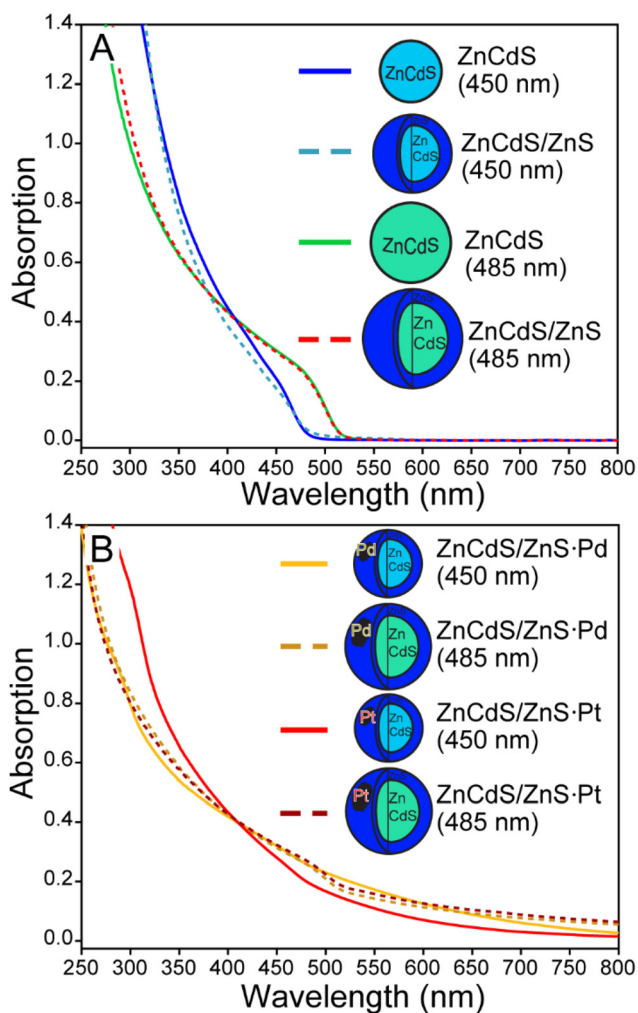 A
1.4
1.2
1.0
0.8
0.6
0.4
0.2
0.0
Absorption
ZnCdS
ZnCdS
(450 nm)
ZnS
Zn
CdS
ZnCdS/ZnS
(450 nm)
ZnCdS
ZnCdS
(485 nm)
ZnS
Zn
CdS
ZnCdS/ZnS
(485 nm)
250 300 350 400 450 500 550 600 650 700 750 800
Wavelength (nm)
B
1.4
1.2
1.0
0.8
0.6
0.4
0.2
0.0
Absorption
Pd
Zn
CdS
ZnCdS/ZnS·Pd
(450 nm)
Pd
Zn
CdS
ZnCdS/ZnS·Pd
(485 nm)
Pt
Zn
CdS
ZnCdS/ZnS·Pt
(450 nm)
Pt
Zn
CdS
ZnCdS/ZnS·Pt
(485 nm)
250 300 350 400 450 500 550 600 650 700 750 800
Wavelength (nm)